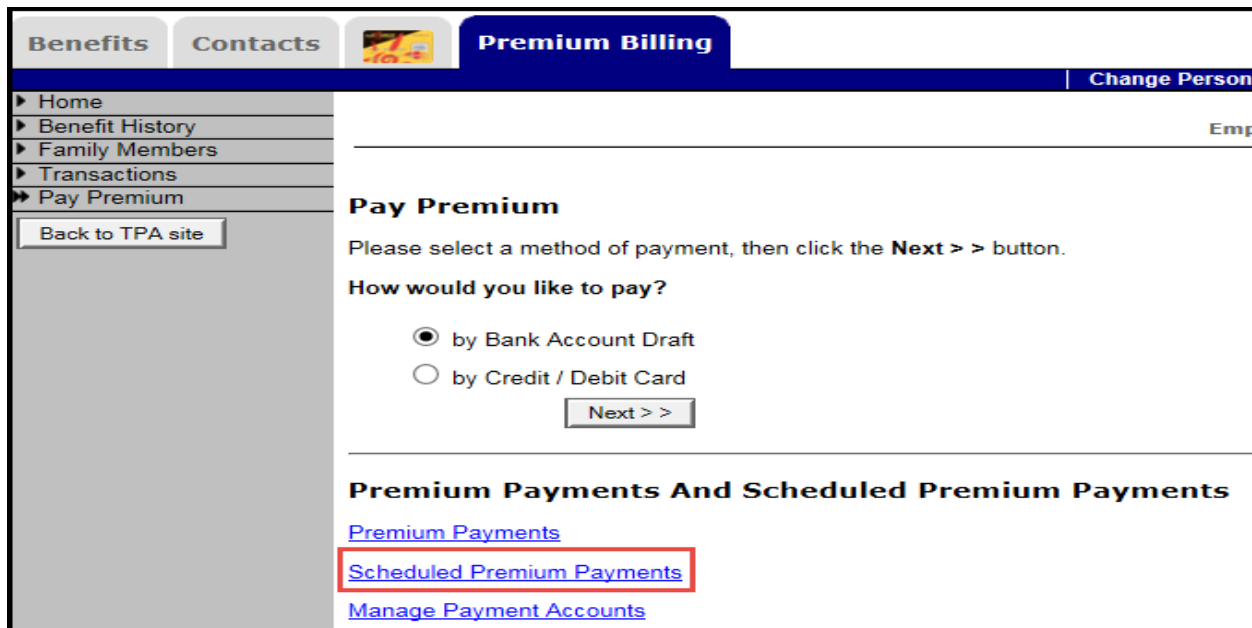 Benefits
Contacts
Premium Billing
| Change Person
Home
Benefit History
Family Members
Transactions
Pay Premium
Back to TPA site
Emp
Pay Premium
Please select a method of payment, then click the Next > > button.
How would you like to pay?
by Bank Account Draft
by Credit / Debit Card
Next > >
Premium Payments And Scheduled Premium Payments
Premium Payments
Scheduled Premium Payments
Manage Payment Accounts